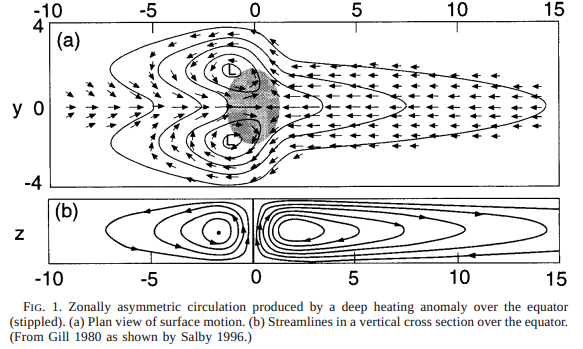 -10 -5 0 5 10 15
4
(a)
L
y 0
L
-4
(b)
z
-10 -5 0 5 10 15
FIG. 1. Zonally asymmetric circulation produced by a deep heating anomaly over the equator
(stippled). (a) Plan view of surface motion. (b) Streamlines in a vertical cross section over the equator.
(From Gill 1980 as shown by Salby 1996.)